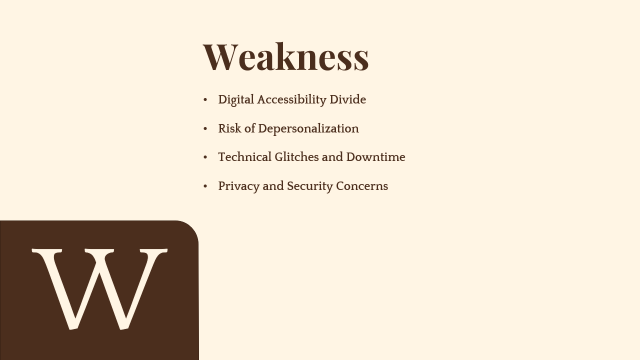 Weakness
• Digital Accessibility Divide
• Risk of Depersonalization
• Technical Glitches and Downtime
• Privacy and Security Concerns
W